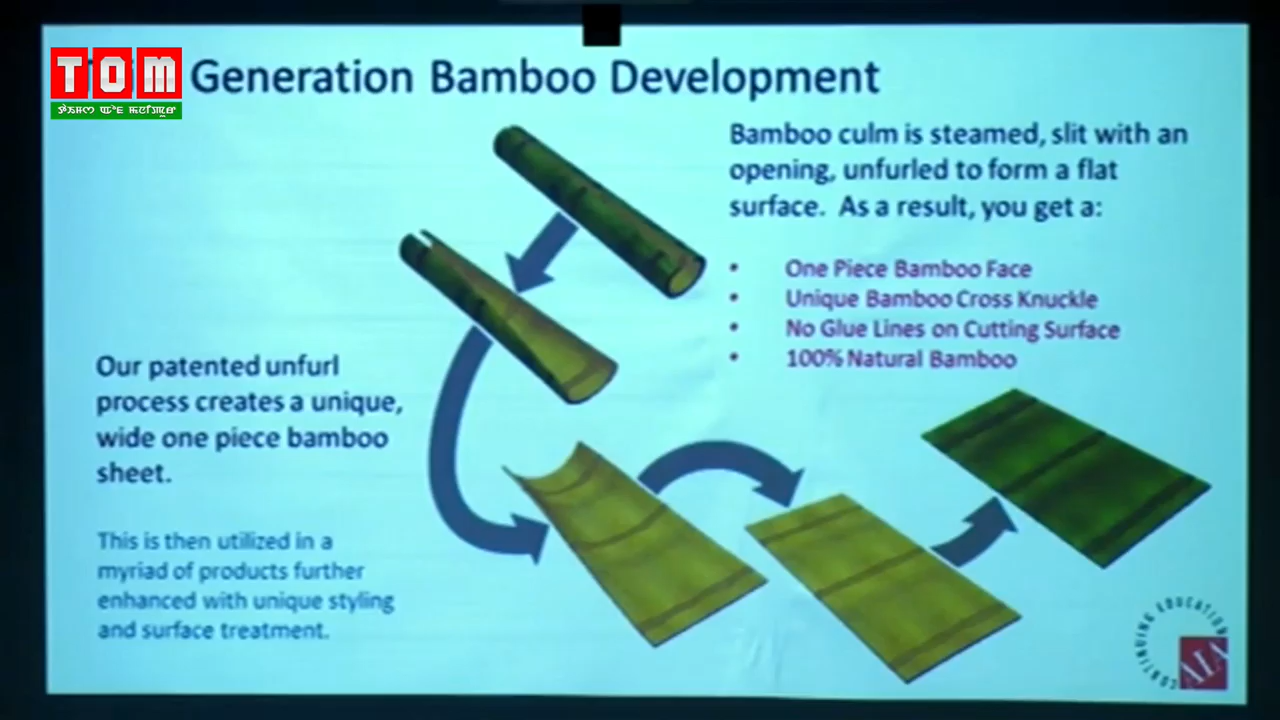 TOM
Generation Bamboo Development
Bamboo culm is steamed, slit with an
opening, unfurled to form a flat
surface. As a result, you get a:
• One Piece Bamboo Face
• Unique Bamboo Cross Knuckle
• No Glue Lines on Cutting Surface
• 100% Natural Bamboo
Our patented unfurl
process creates a unique,
wide one piece bamboo
sheet.
This is then utilized in a
myriad of products further
enhanced with unique styling
and surface treatment.
CONTINUING EDUCATION
AIA